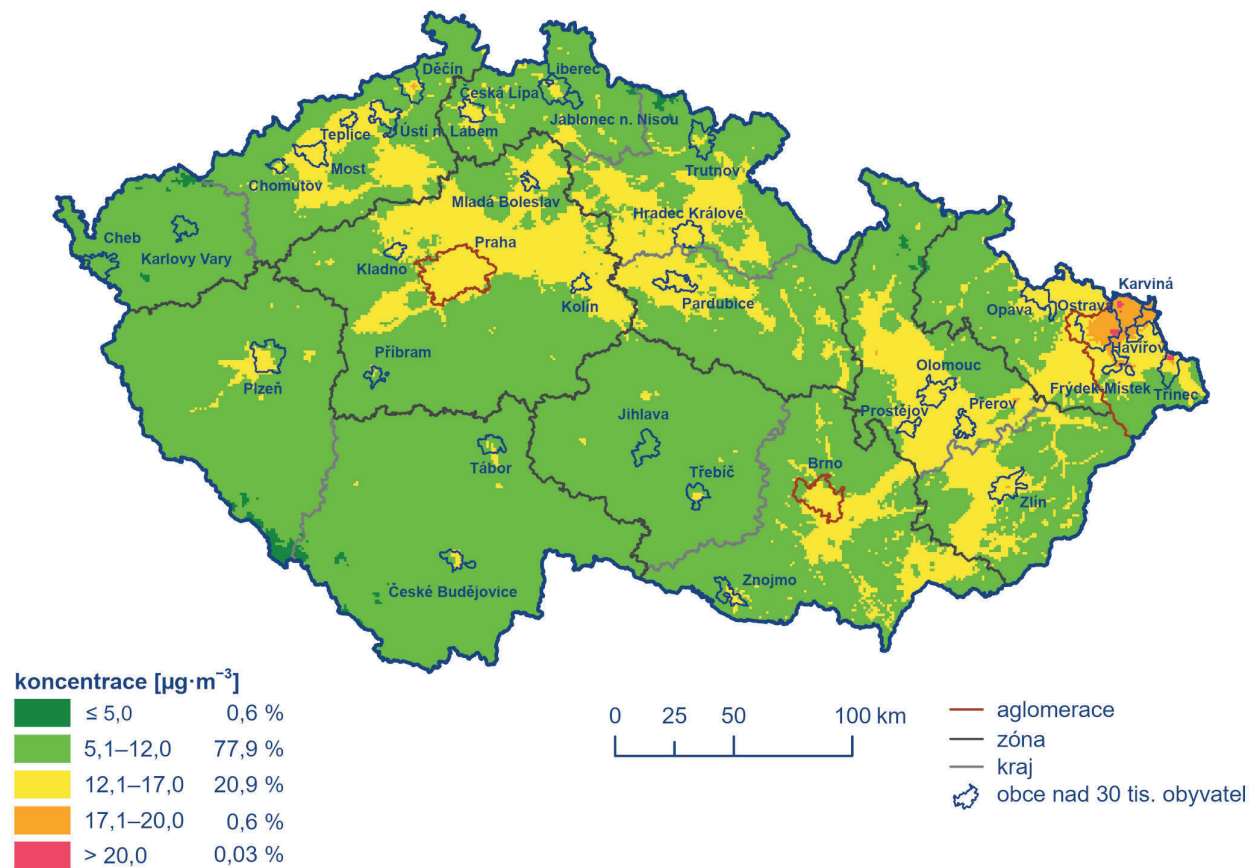 Děčín
Liberec
Česká Lípa
Jablonec n. Nisou
Teplice
Ústí n. Labem
Most
Chomutov
Trutnov
Mladá Boleslav
Hradec Králové
Cheb
Karlovy Vary
Praha
Kladno
Kolín
Pardubice
Karviná
Opava
Ostrava
Havířov
Příbram
Plzeň
Olomouc
Frýdek-Místek
Třinec
Prostějov
Přerov
Jihlava
Tábor
Třebíč
Brno
Zlín
České Budějovice
Znojmo
koncentrace [µg·m⁻³]
≤ 5,0 0,6 %
5,1–12,0 77,9 %
12,1–17,0 20,9 %
17,1–20,0 0,6 %
> 20,0 0,03 %
0 25 50 100 km
aglomerace
zóna
kraj
obce nad 30 tis. obyvatel